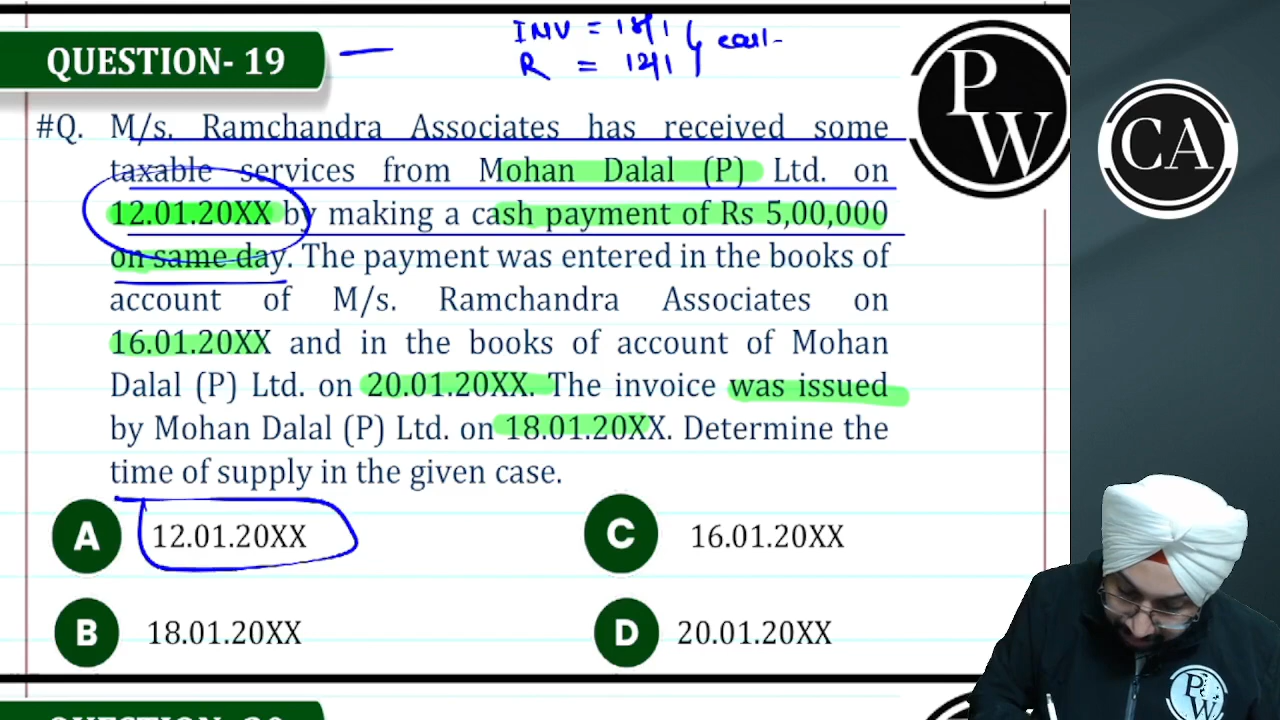 INV = 18/1
R = 12/1
QUESTION- 19
#Q. M/s. Ramchandra Associates has received some
taxable services from Mohan Dalal (P) Ltd. on
12.01.20XX by making a cash payment of Rs 5,00,000
on same day. The payment was entered in the books of
account of M/s. Ramchandra Associates on
16.01.20XX and in the books of account of Mohan
Dalal (P) Ltd. on 20.01.20XX. The invoice was issued
by Mohan Dalal (P) Ltd. on 18.01.20XX. Determine the
time of supply in the given case.
A 12.01.20XX
C 16.01.20XX
B 18.01.20XX
D 20.01.20XX
PW
CA
PW